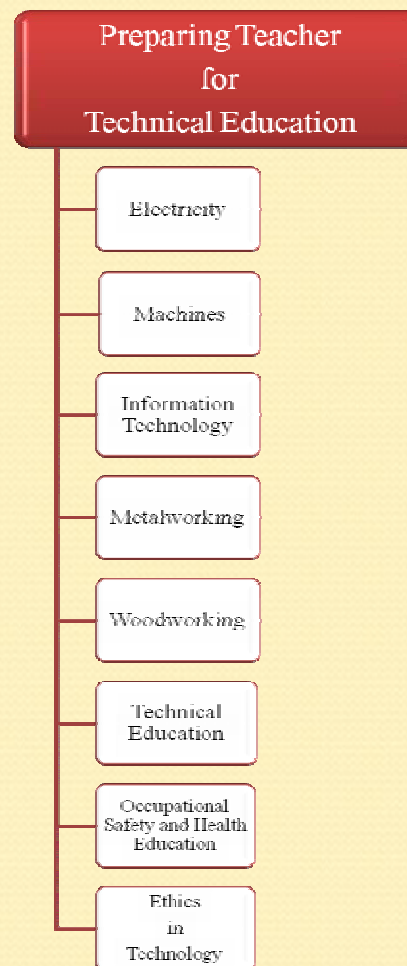 Preparing Teacher
for
Technical Education
Electricity
Machines
Information
Technology
Metalworking
Woodworking
Technical
Education
Occupational
Safety and Health
Education
Ethics
in
Technology